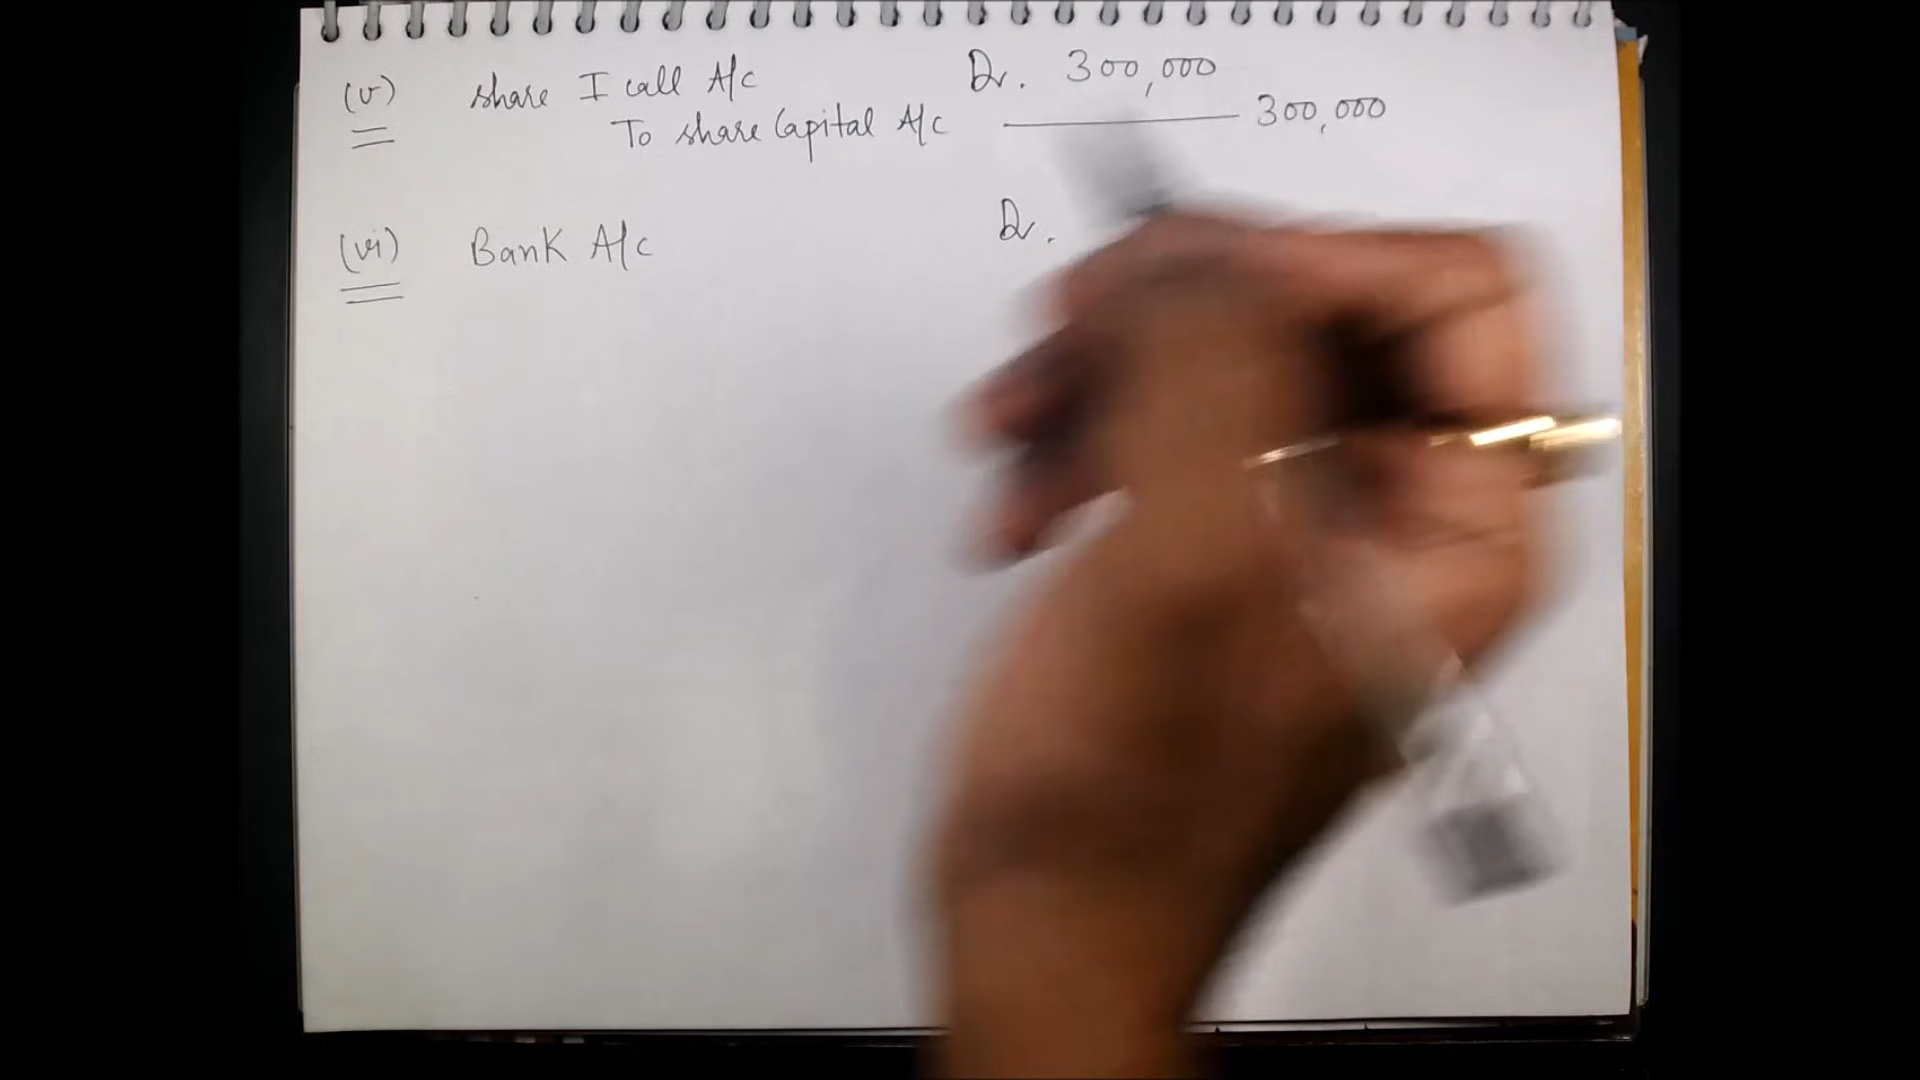 (v) share I call A/c Dr. 300,000
To share Capital A/c 300,000
(vi) Bank A/c Dr.